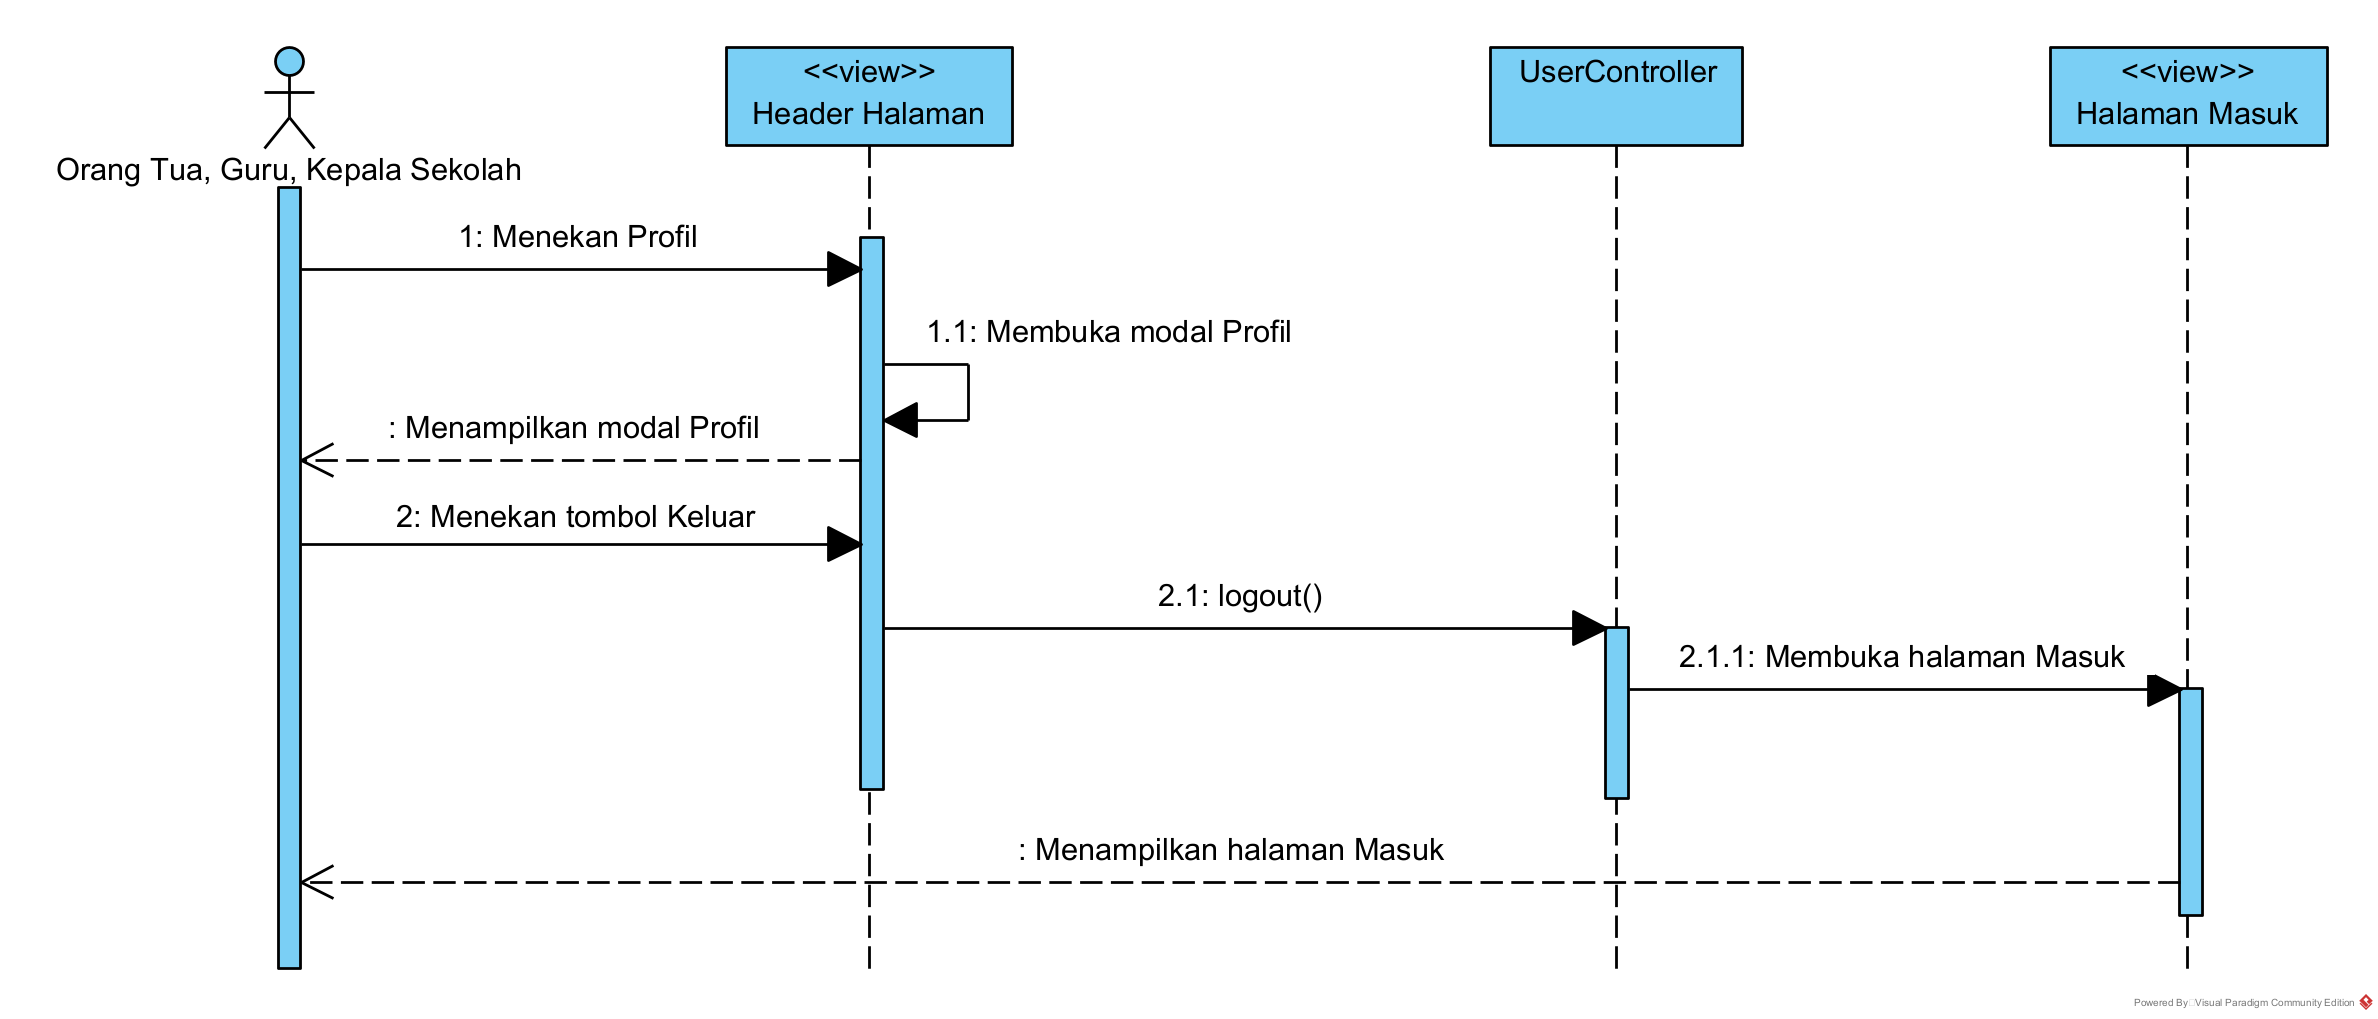 Orang Tua, Guru, Kepala Sekolah
<<view>>
Header Halaman
UserController
<<view>>
Halaman Masuk
1: Menekan Profil
1.1: Membuka modal Profil
: Menampilkan modal Profil
2: Menekan tombol Keluar
2.1: logout()
2.1.1: Membuka halaman Masuk
: Menampilkan halaman Masuk
Powered By Visual Paradigm Community Edition